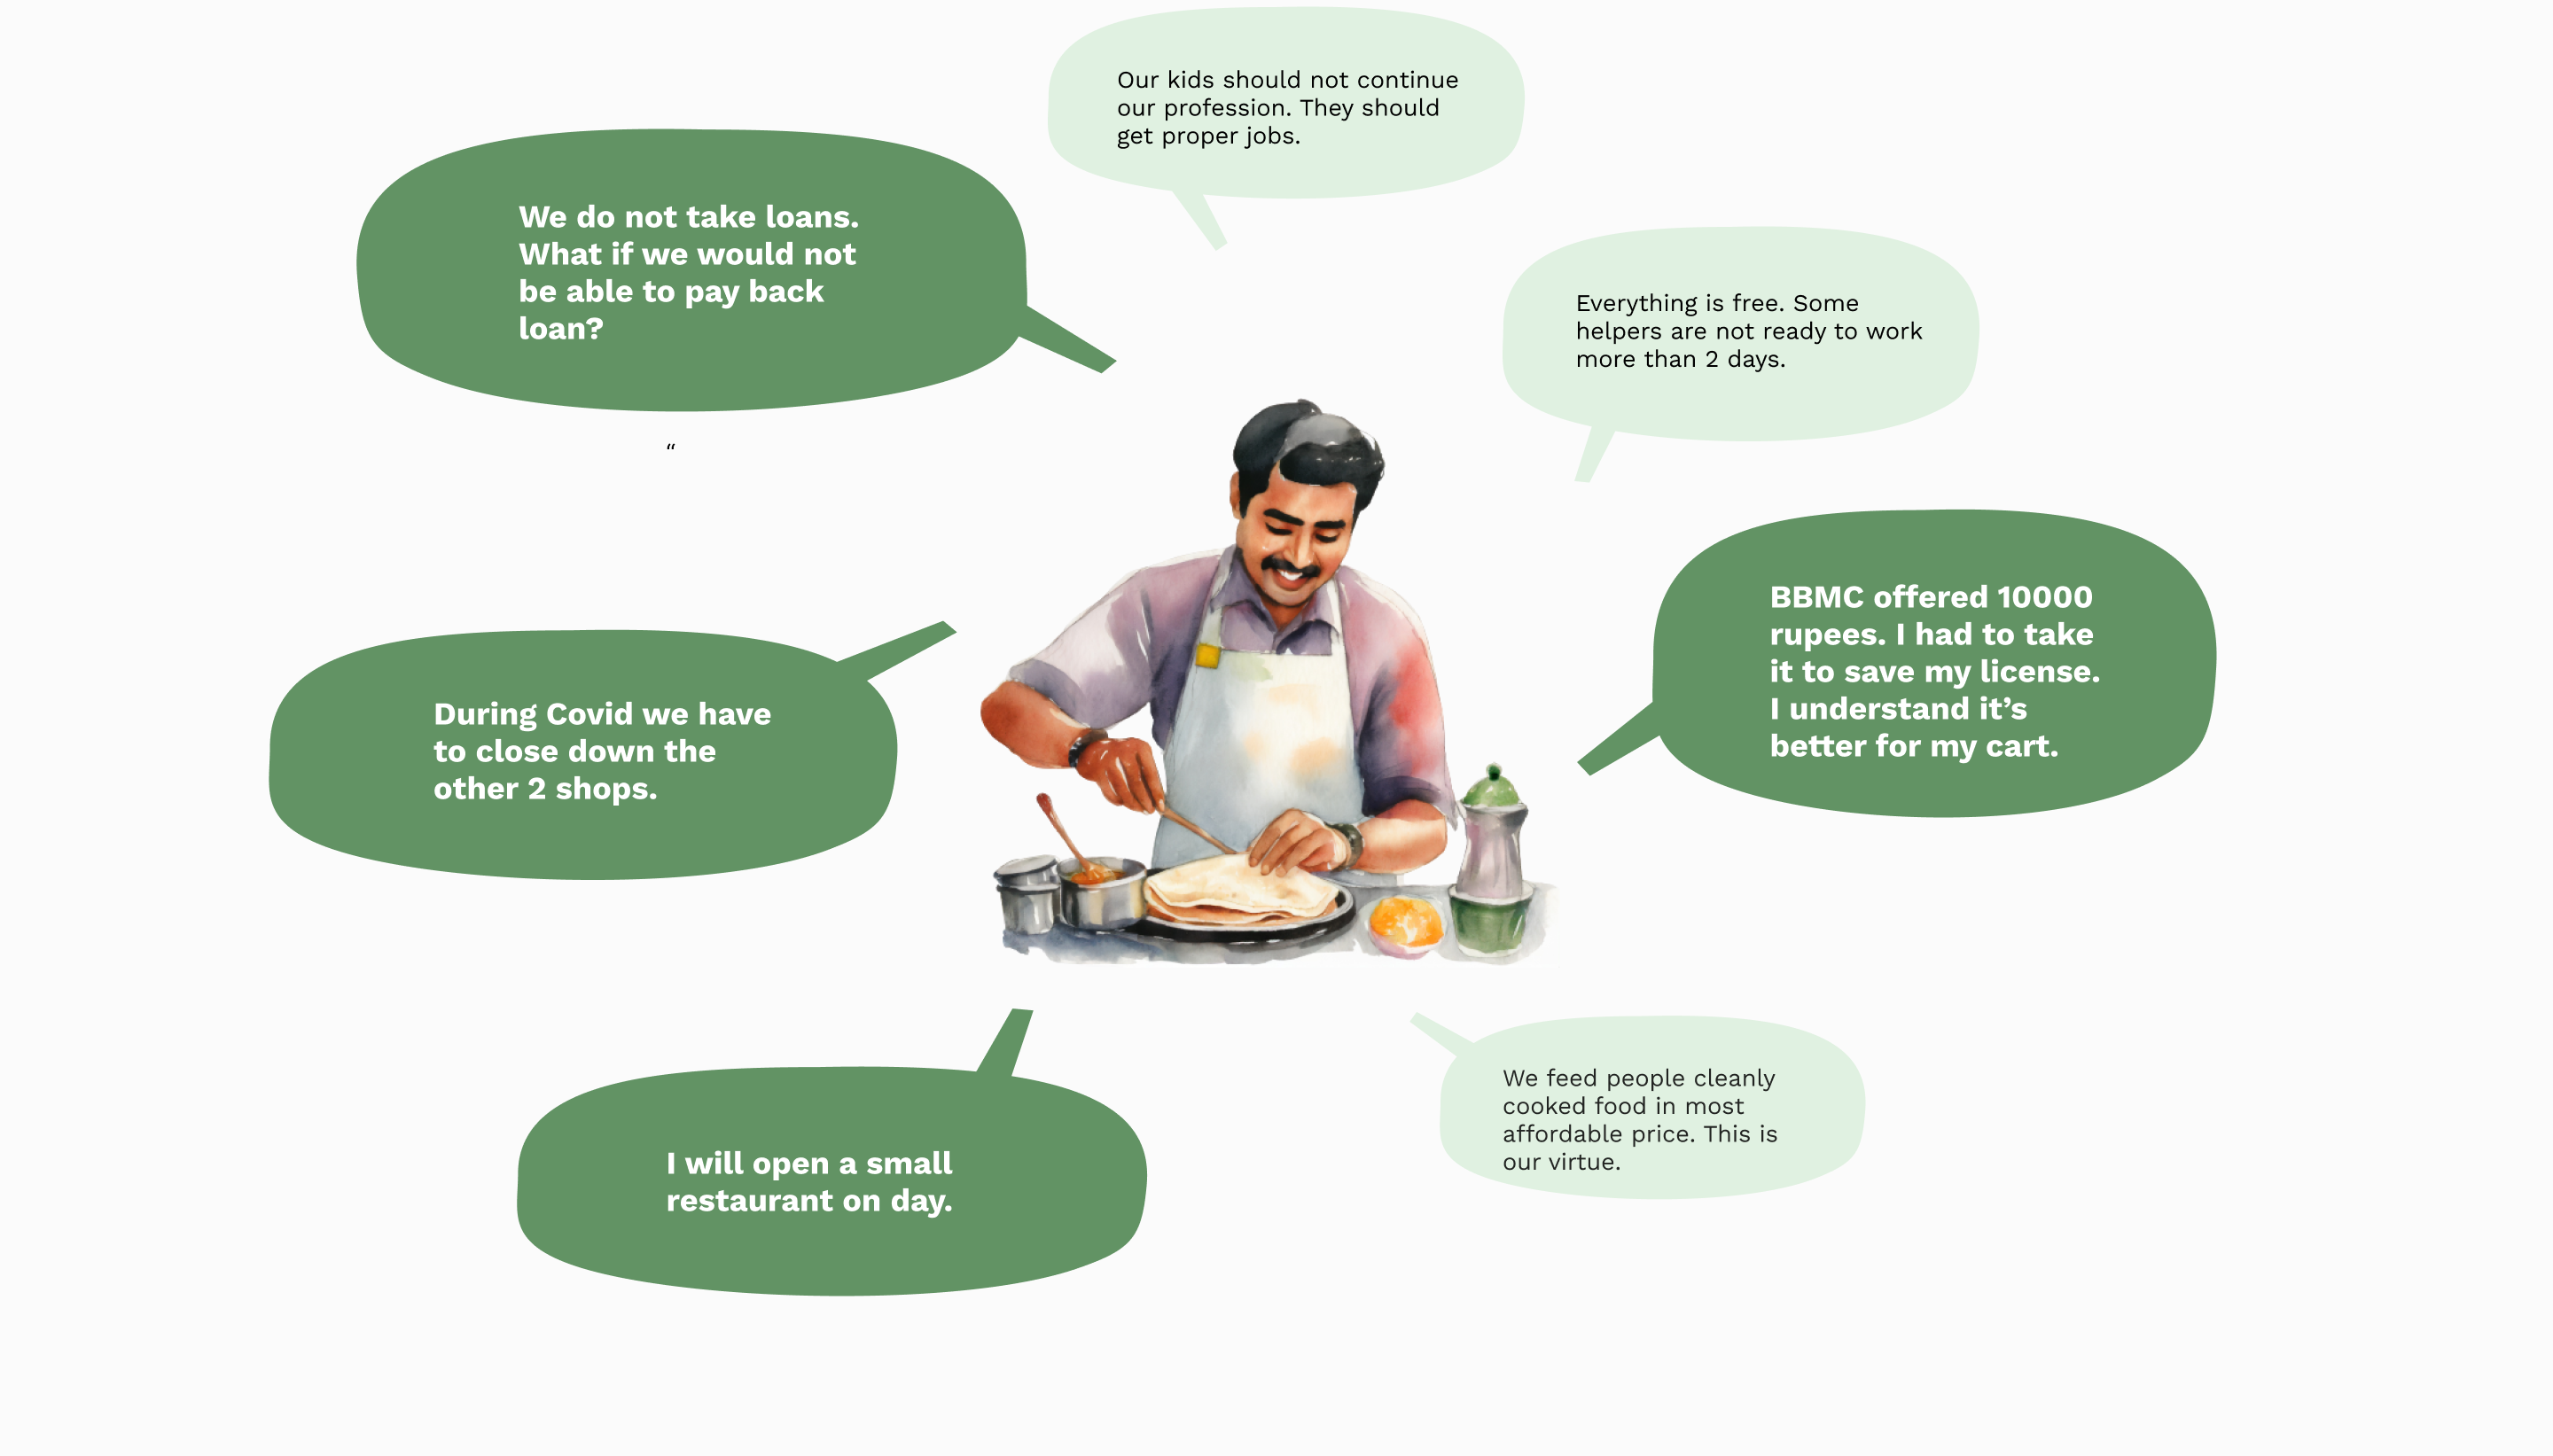 Our kids should not continue
our profession. They should
get proper jobs.
We do not take loans.
What if we would not
be able to pay back
loan?
“
Everything is free. Some
helpers are not ready to work
more than 2 days.
BBMC offered 10000
rupees. I had to take
it to save my license.
I understand it’s
better for my cart.
During Covid we have
to close down the
other 2 shops.
I will open a small
restaurant on day.
We feed people cleanly
cooked food in most
affordable price. This is
our virtue.